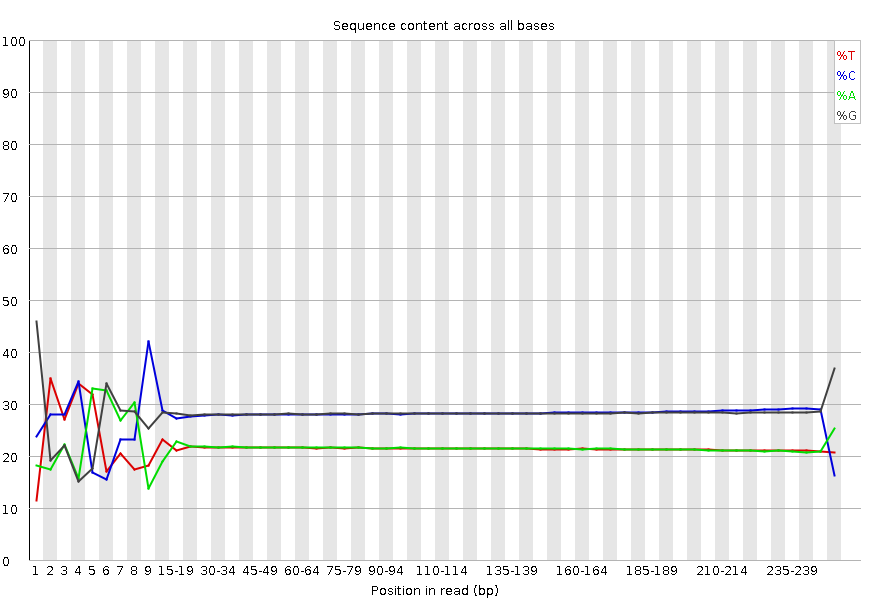 Sequence content across all bases
100
90
80
70
60
50
40
30
20
10
0
%T
%C
%A
%G
1 2 3 4 5 6 7 8 9 15-19 30-34 45-49 60-64 75-79 90-94 110-114 135-139 160-164 185-189 210-214 235-239
Position in read (bp)